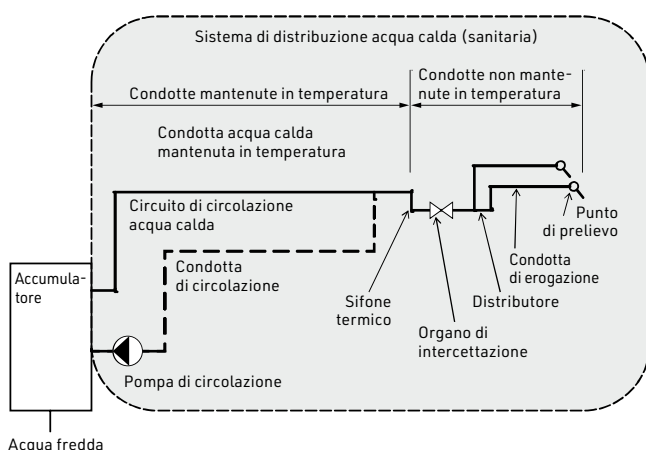 Sistema di distribuzione acqua calda (sanitaria)
Condotte mantenute in temperatura
Condotte non mante-
nute in temperatura
Condotta acqua calda
mantenuta in temperatura
Circuito di circolazione
acqua calda
Punto
di prelievo
Condotta
di circolazione
Condotta
di erogazione
Accumula-
tore
Sifone
termico
Distributore
Organo di
intercettazione
Pompa di circolazione
Acqua fredda